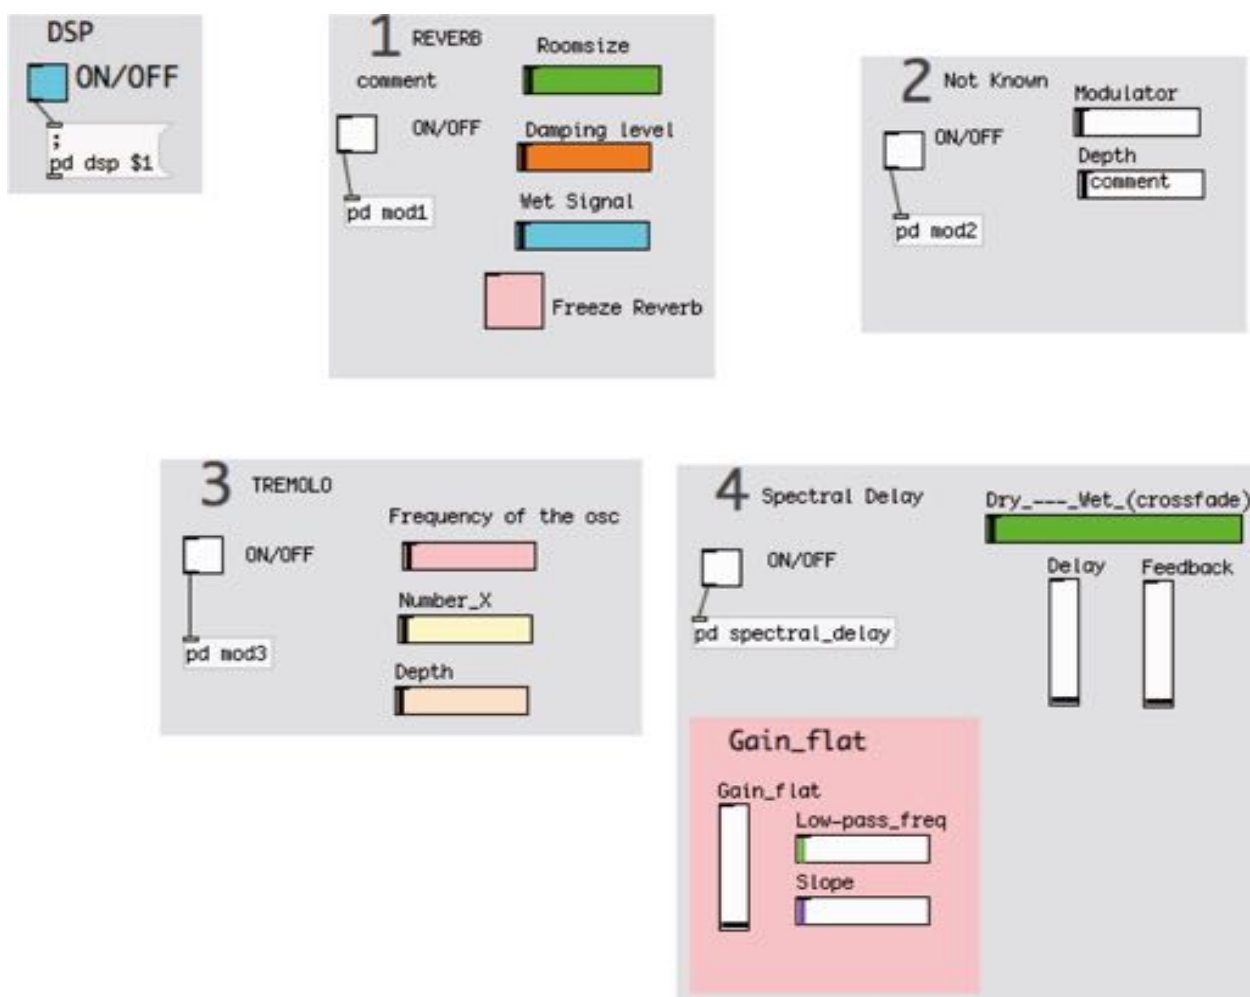 DSP
ON/OFF
;
pd dsp $1
1 REVERB
comment
ON/OFF
pd mod1
Roomsize
Damping level
Wet Signal
Freeze Reverb
2 Not Known
ON/OFF
pd mod2
Modulator
Depth
comment
3 TREMOLO
ON/OFF
pd mod3
Frequency of the osc
Number_X
Depth
4 Spectral Delay
ON/OFF
pd spectral_delay
Dry_---_Wet_(crossfade)
Delay
Feedback
Gain_flat
Gain_flat
Low-pass_freq
Slope